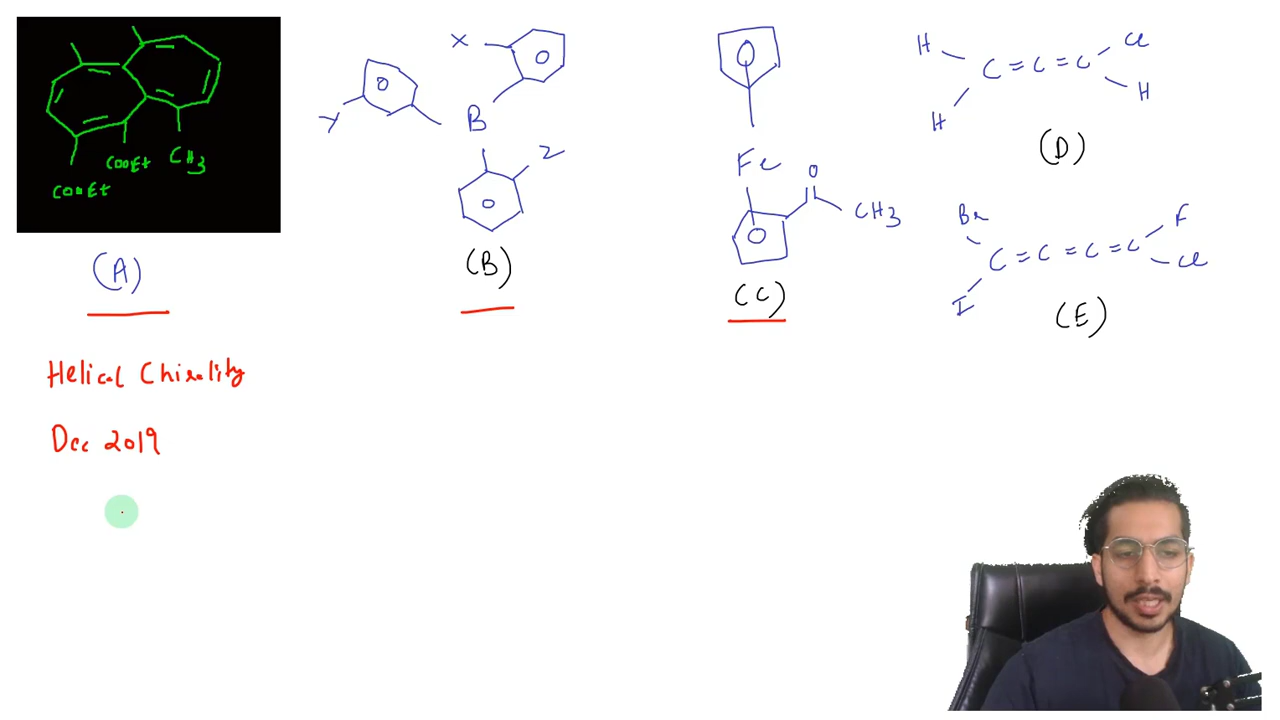 COOEt
COOEt
CH3
(A)
X
Y
B
Z
(B)
Fe
O
CH3
(C)
H
C = C = C
Cl
H
H
(D)
Br
C = C = C = C
F
Cl
I
(E)
Helical Chirality
Dec 2019